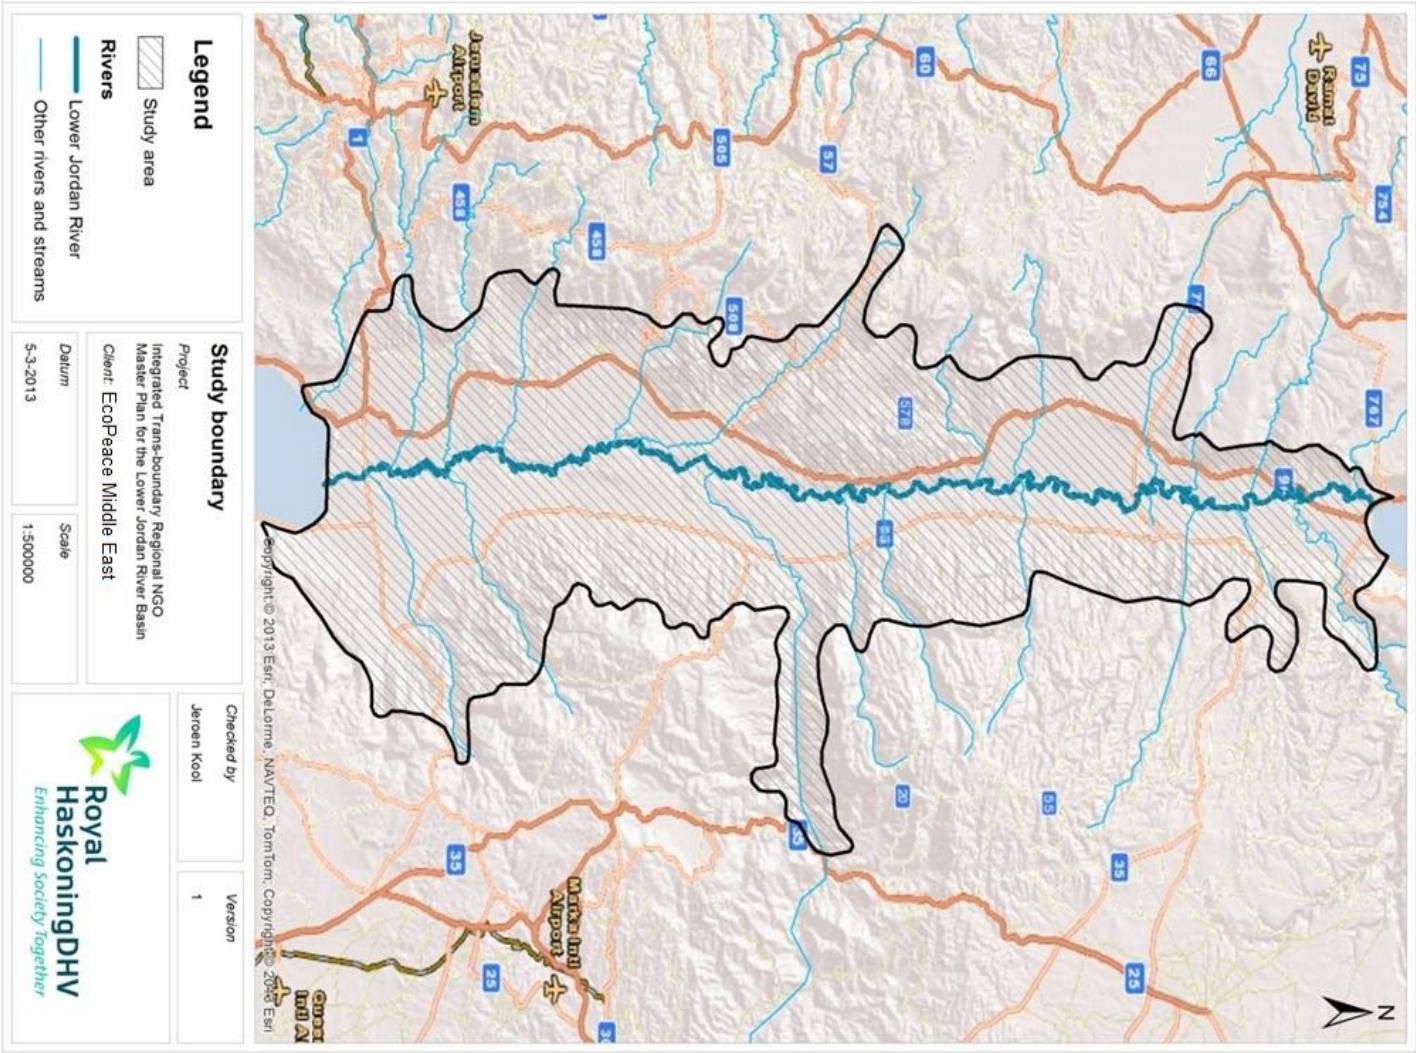 75
Ramat
David
66
60
754
Jerusalem
Airport
505
57
1
458
458
508
71
767
578
90
65
20
55
35
35
35
25
Marka Intl
Airport
25
N
Copyright:© 2013 Esri, DeLorme, NAVTEQ, TomTom, Copyright:© 2013 Esri
Legend
Study area
Rivers
Lower Jordan River
Other rivers and streams
Study boundary
Project
Integrated Trans-boundary Regional NGO
Master Plan for the Lower Jordan River Basin
Client: EcoPeace Middle East
Datum
5-3-2013
Scale
1:500000
Checked by
Jeroen Kool
Version
1
Royal
HaskoningDHV
Enhancing Society Together